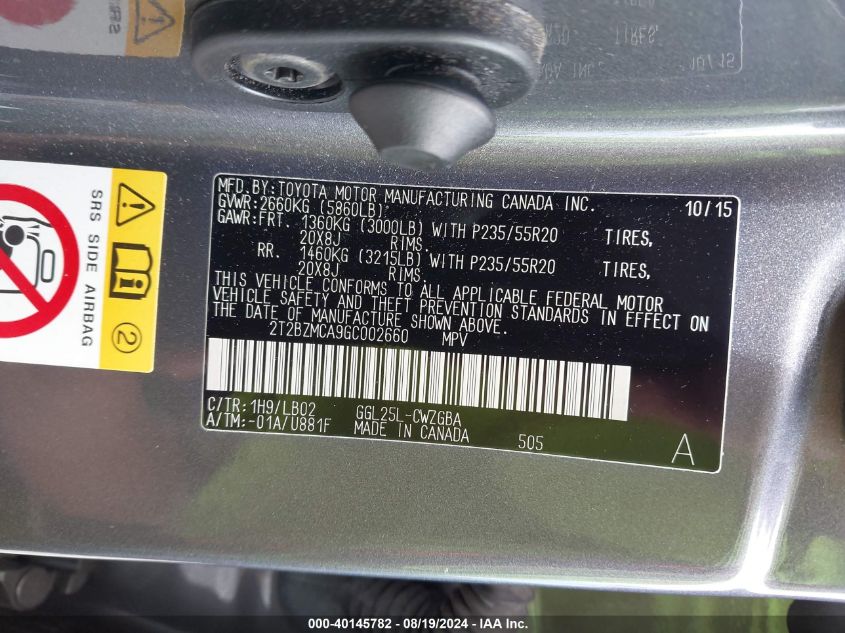 MFD.BY:TOYOTA MOTOR MANUFACTURING CANADA INC. 10/15
GVWR:2660KG (5860LB)
GAWR:FRT. 1360KG (3000LB) WITH P235/55R20 TIRES,
20X8J RIMS.
RR. 1460KG (3215LB) WITH P235/55R20 TIRES,
20X8J RIMS.
THIS VEHICLE CONFORMS TO ALL APPLICABLE FEDERAL MOTOR
VEHICLE SAFETY AND THEFT PREVENTION STANDARDS IN EFFECT ON
THE DATE OF MANUFACTURE SHOWN ABOVE.
2T2BZMCA9GC002660 MPV
C/TR:1H9/LB02 GGL25L-CWZGBA
A/TM:-01A/U881F MADE IN CANADA 505 A
SRS SIDE AIRBAG
2
000-40145782 - 08/19/2024 - IAA Inc.